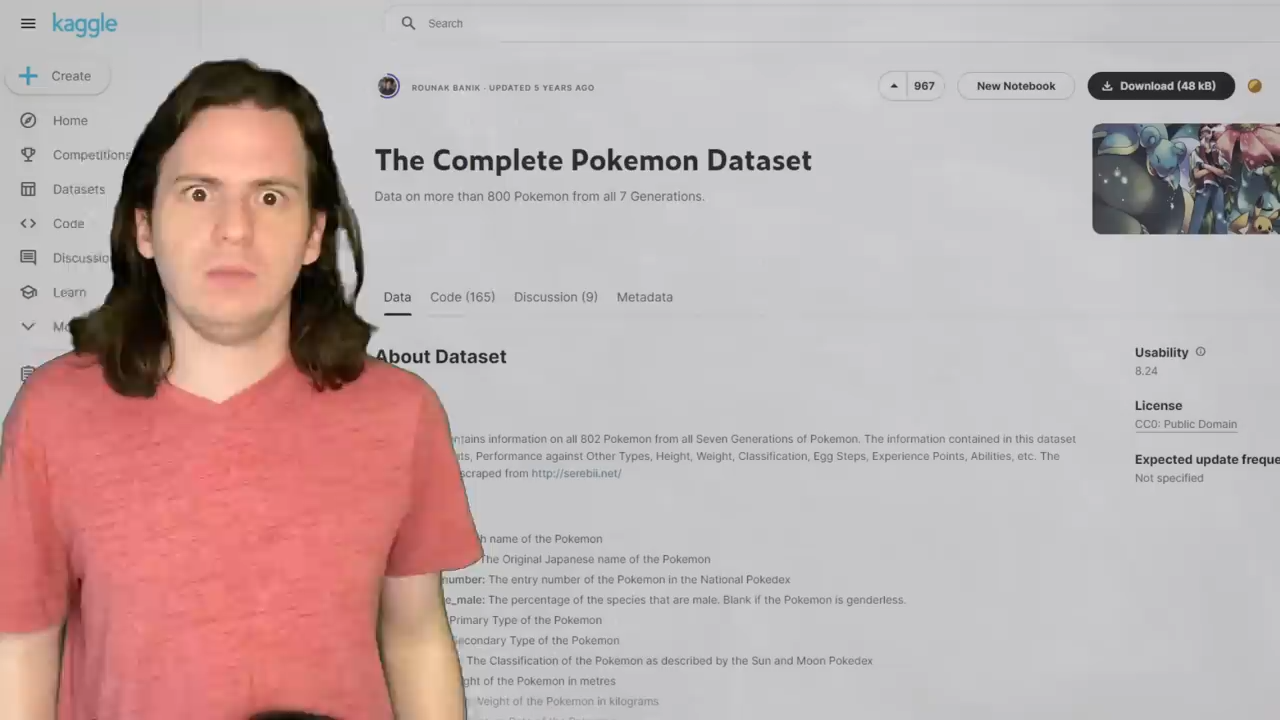 kaggle
Search
Create
ROUNAK BANIK · UPDATED 5 YEARS AGO
967
New Notebook
Download (48 kB)
Home
Competitions
Datasets
Code
Discussio
Learn
Mo
The Complete Pokemon Dataset
Data on more than 800 Pokemon from all 7 Generations.
Data
Code (165)
Discussion (9)
Metadata
About Dataset
Usability
8.24
License
CC0: Public Domain
Expected update freque
Not specified
ntains information on all 802 Pokemon from all Seven Generations of Pokemon. The information contained in this dataset
ts, Performance against Other Types, Height, Weight, Classification, Egg Steps, Experience Points, Abilities, etc. The
scraped from http://serebii.net/
h name of the Pokemon
The Original Japanese name of the Pokemon
number: The entry number of the Pokemon in the National Pokedex
e_male: The percentage of the species that are male. Blank if the Pokemon is genderless.
Primary Type of the Pokemon
Secondary Type of the Pokemon
The Classification of the Pokemon as described by the Sun and Moon Pokedex
ght of the Pokemon in metres
Weight of the Pokemon in kilograms